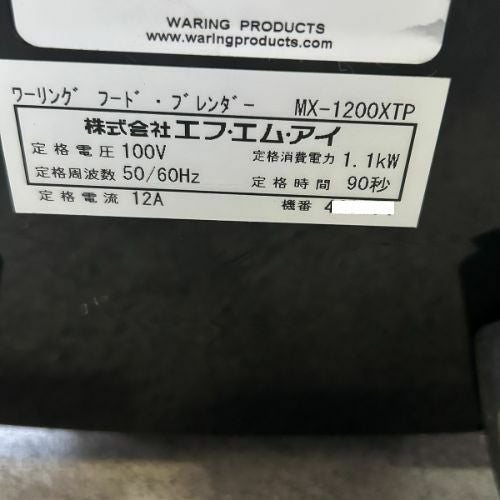 WARING PRODUCTS
www.waringproducts.com
ワーリング フード・ブレンダー MX-1200XTP
株式会社エフ・エム・アイ
定格電圧 100V 定格消費電力 1.1kW
定格周波数 50/60Hz 定格時間 90秒
定格電流 12A 機番 4